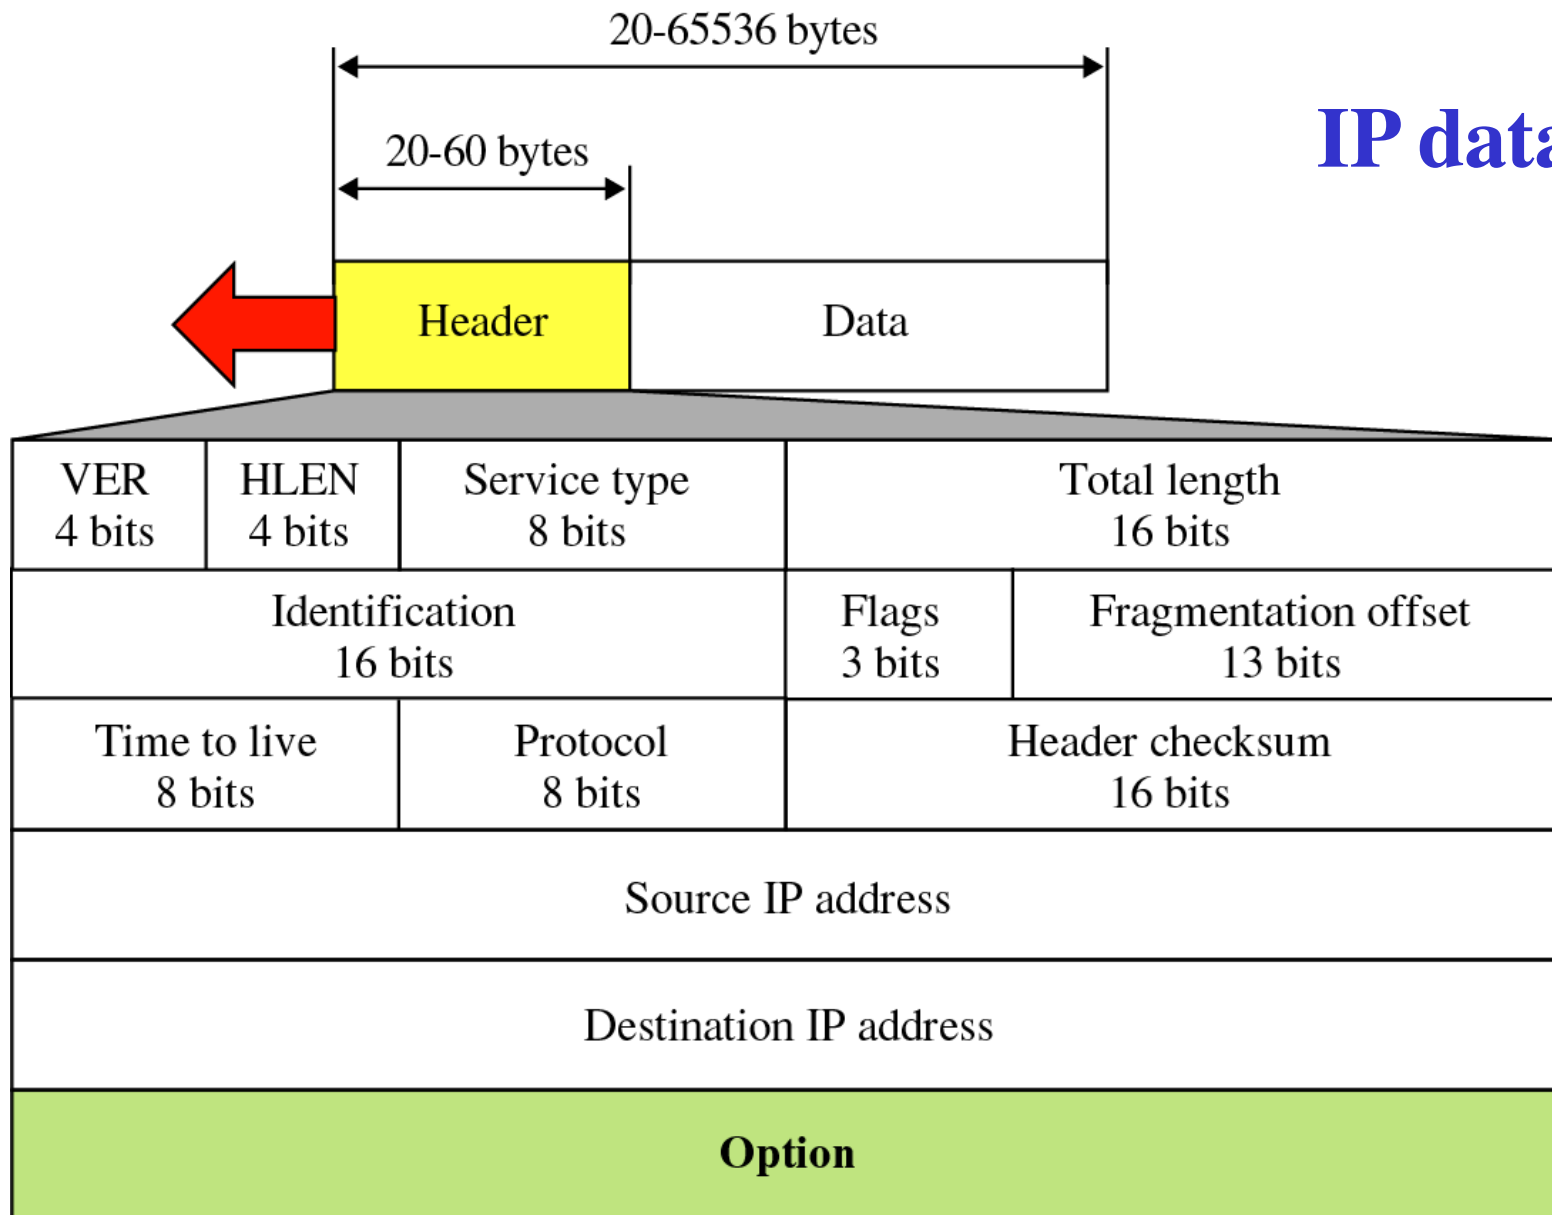 20-65536 bytes
IP data
20-60 bytes
Header
Data
VER
4 bits
HLEN
4 bits
Service type
8 bits
Total length
16 bits
Identification
16 bits
Flags
3 bits
Fragmentation offset
13 bits
Time to live
8 bits
Protocol
8 bits
Header checksum
16 bits
Source IP address
Destination IP address
Option